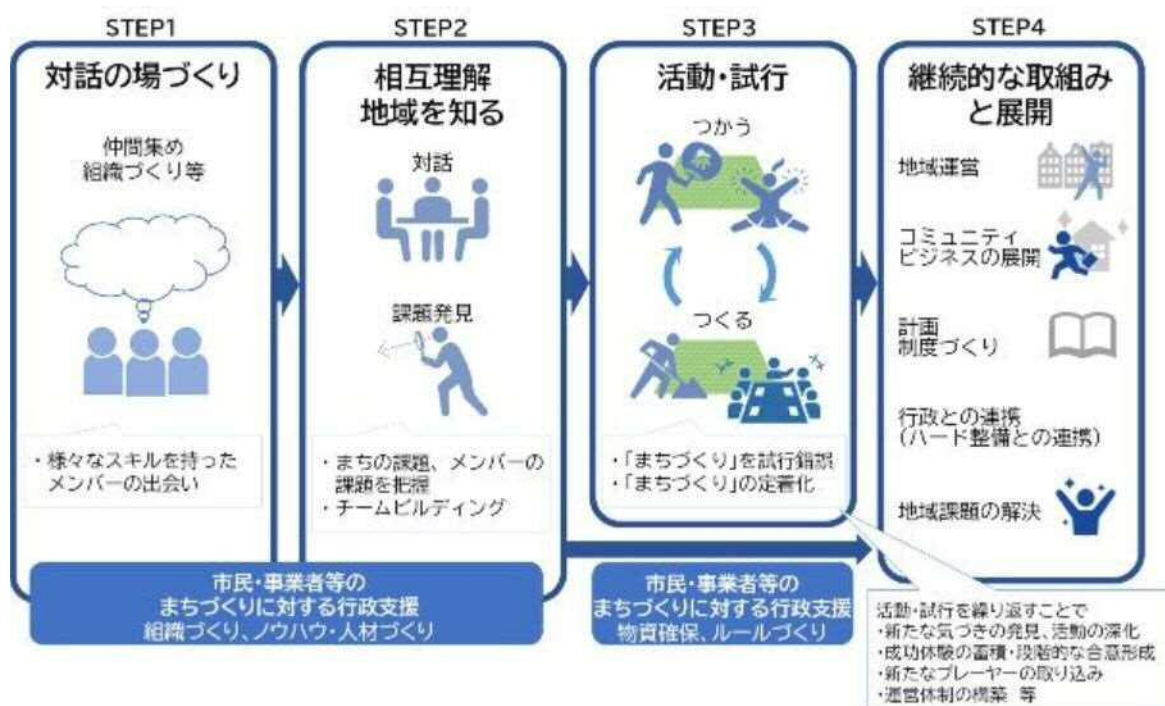 STEP1
対話の場づくり
仲間集め
組織づくり等
・様々なスキルを持った
メンバーの出会い
STEP2
相互理解
地域を知る
対話
課題発見
・まちの課題、メンバーの
課題を把握
・チームビルディング
市民・事業者等の
まちづくりに対する行政支援
組織づくり、ノウハウ・人材づくり
STEP3
活動・試行
つかう
つくる
・「まちづくり」を試行錯誤
・「まちづくり」の定着化
市民・事業者等の
まちづくりに対する行政支援
物資確保、ルールづくり
STEP4
継続的な取組み
と展開
地域運営
コミュニティ
ビジネスの展開
計画
制度づくり
行政との連携
(ハード整備との連携)
地域課題の解決
活動・試行を繰り返すことで
・新たな気づきの発見、活動の深化
・成功体験の蓄積・段階的な合意形成
・新たなプレーヤーの取り込み
・運営体制の構築 等